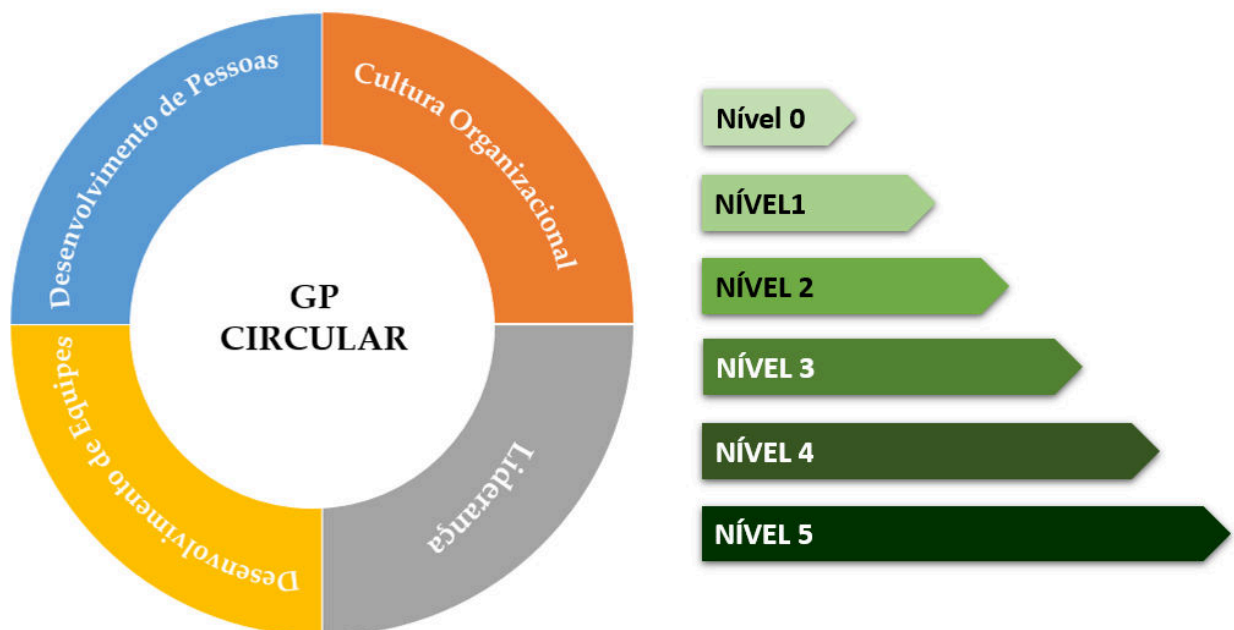 Desenvolvimento de Pessoas
Cultura Organizacional
Desenvolvimento de Equipes
Liderança
GP
CIRCULAR
Nível 0
NÍVEL1
NÍVEL 2
NÍVEL 3
NÍVEL 4
NÍVEL 5